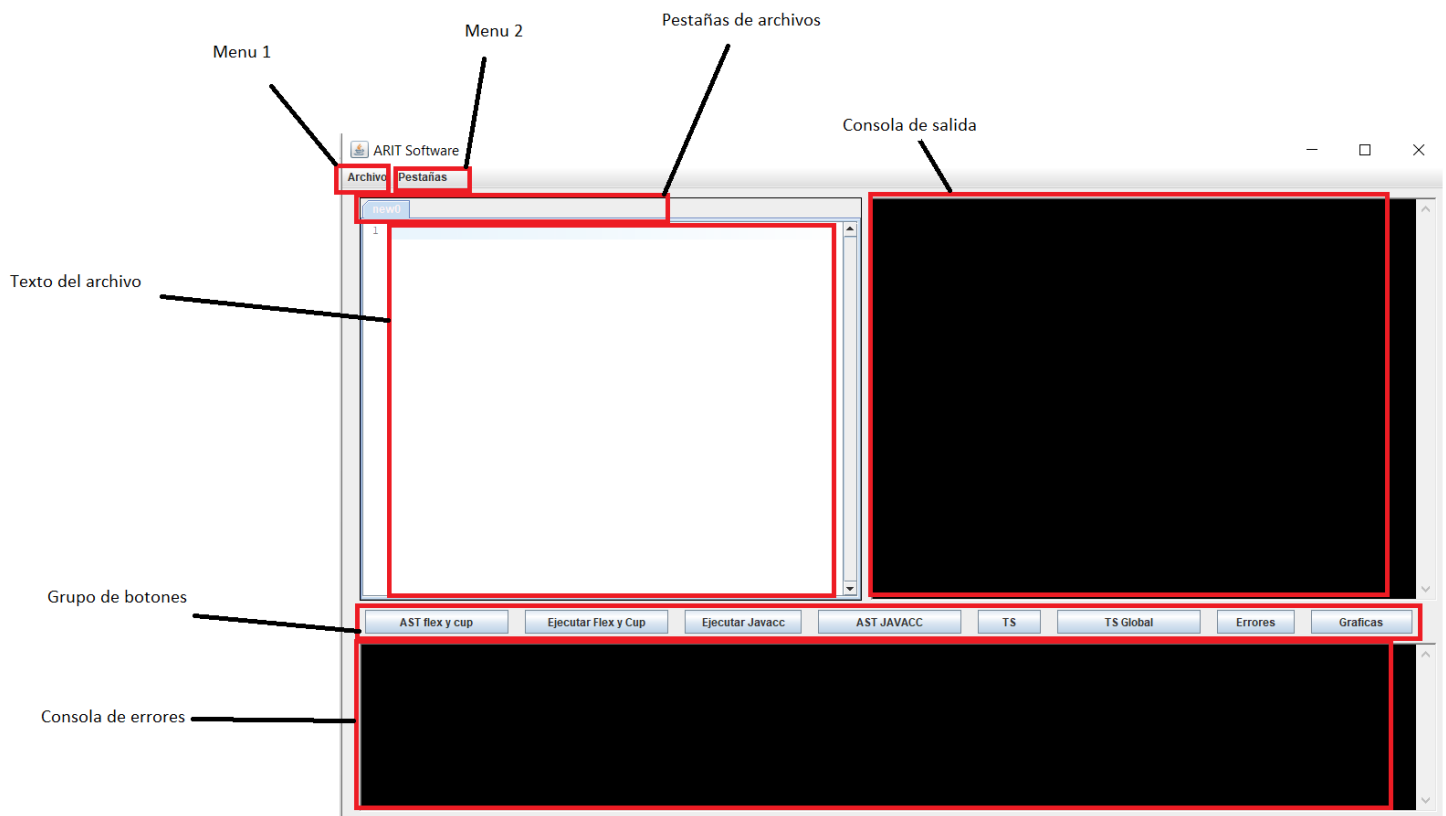 Pestañas de archivos
Menu 2
Menu 1
Consola de salida
ARIT Software
Archivo Pestañas
new0
1
Texto del archivo
Grupo de botones
AST flex y cup Ejecutar Flex y Cup Ejecutar Javacc AST JAVACC TS TS Global Errores Graficas
Consola de errores